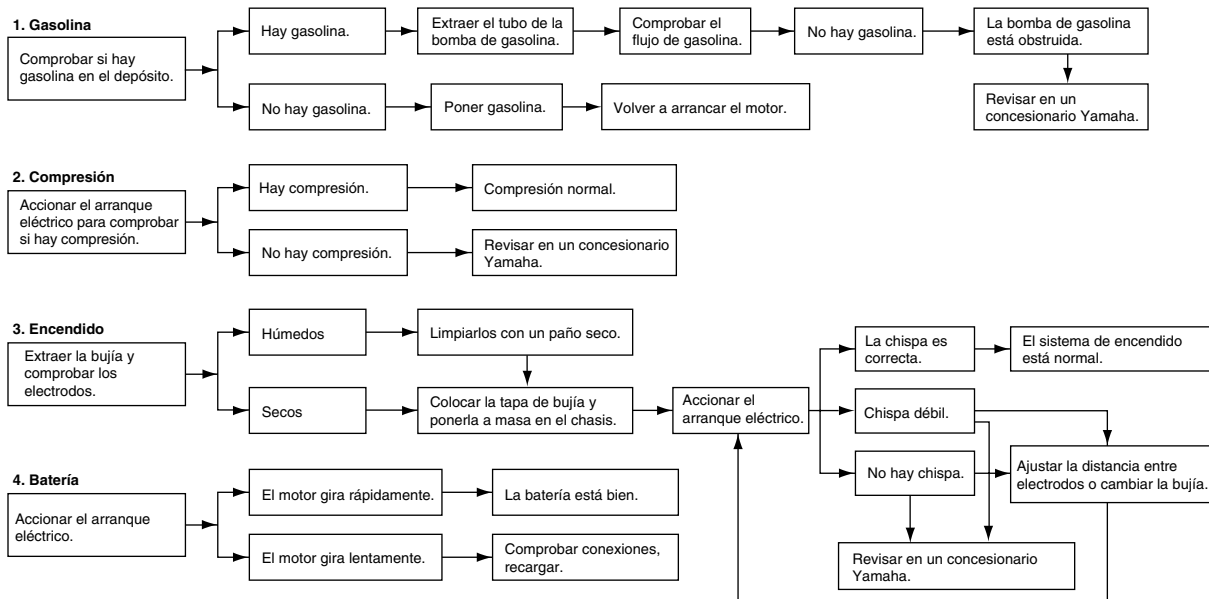 1. Gasolina
Comprobar si hay
gasolina en el depósito.
Hay gasolina.
Extraer el tubo de la
bomba de gasolina.
Comprobar el
flujo de gasolina.
No hay gasolina.
La bomba de gasolina
está obstruida.
Revisar en un
concesionario Yamaha.
No hay gasolina.
Poner gasolina.
Volver a arrancar el motor.
2. Compresión
Accionar el arranque
eléctrico para comprobar
si hay compresión.
Hay compresión.
Compresión normal.
No hay compresión.
Revisar en un concesionario
Yamaha.
3. Encendido
Extraer la bujía y
comprobar los
electrodos.
Húmedos
Limpiarlos con un paño seco.
Secos
Colocar la tapa de bujía y
ponerla a masa en el chasis.
Accionar el
arranque eléctrico.
La chispa es
correcta.
El sistema de encendido
está normal.
Chispa débil.
No hay chispa.
Ajustar la distancia entre
electrodos o cambiar la bujía.
Revisar en un concesionario
Yamaha.
4. Batería
Accionar el arranque
eléctrico.
El motor gira rápidamente.
La batería está bien.
El motor gira lentamente.
Comprobar conexiones,
recargar.